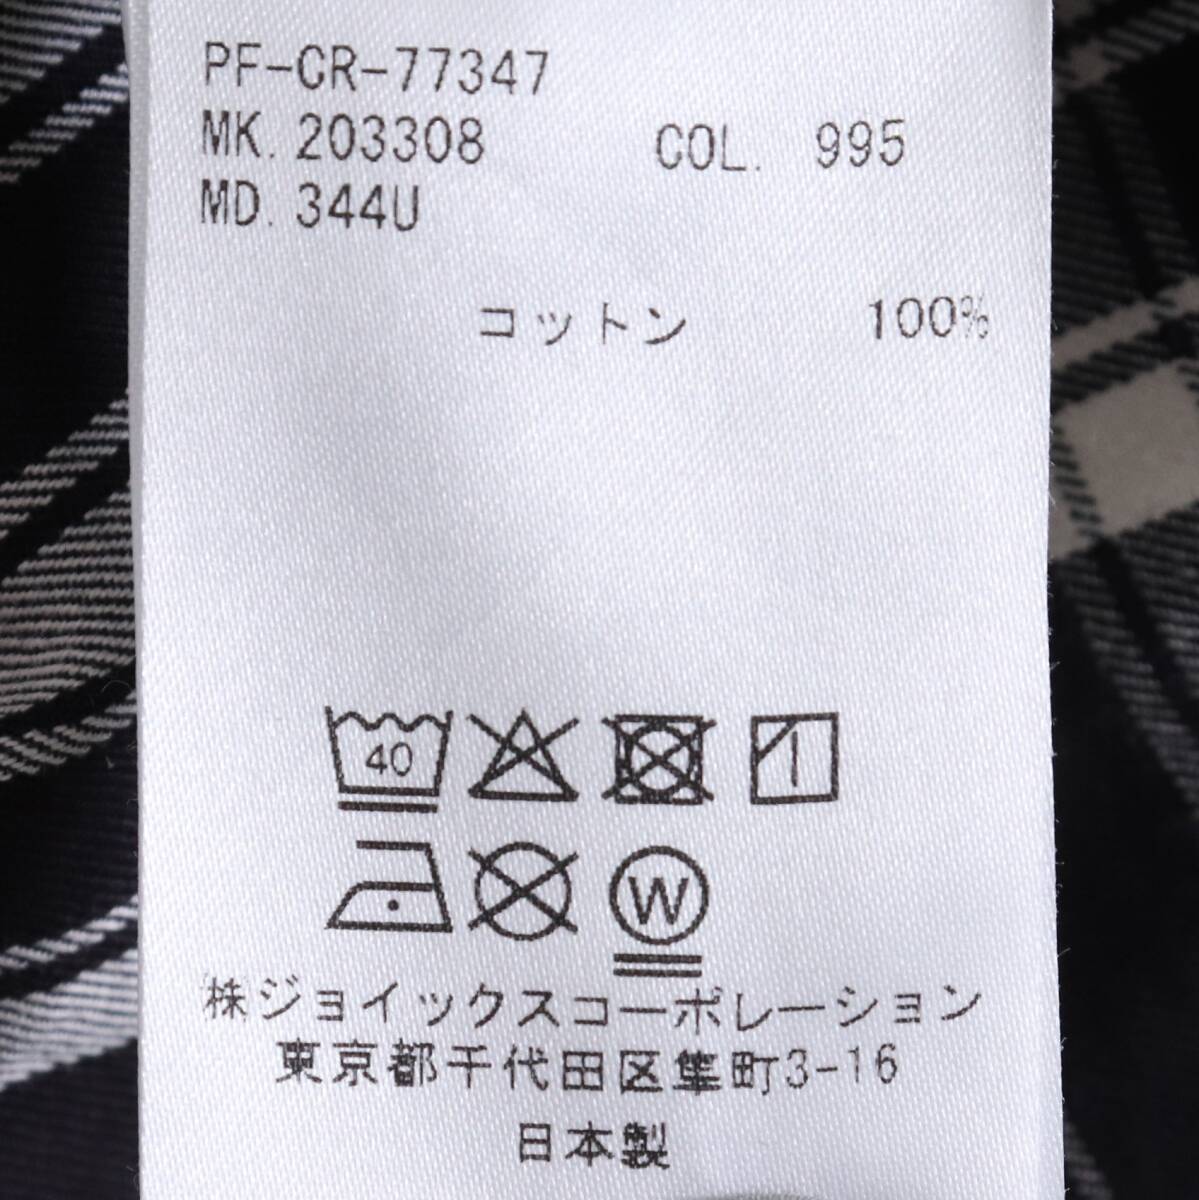 PF-CR-77347
MK. 203308 COL. 995
MD. 344U
コットン 100%
40
W
株ジョイックスコーポレーション
東京都千代田区隼町3-16
日本製